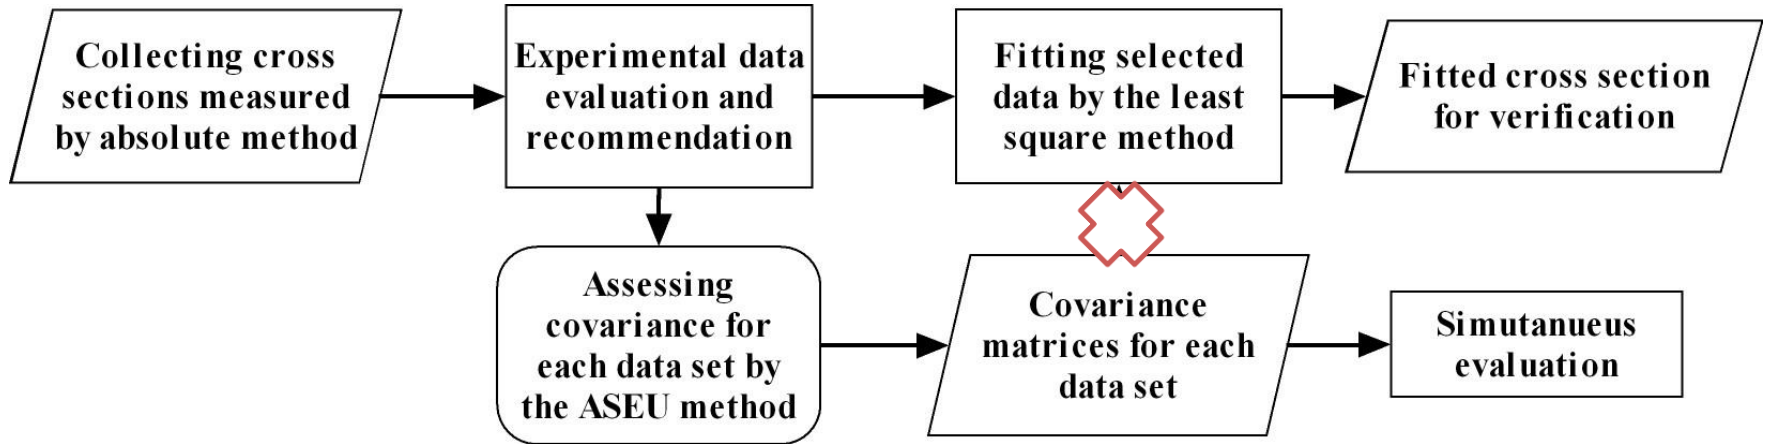 Collecting cross
sections measured
by absolute method
Experimental data
evaluation and
recommendation
Fitting selected
data by the least
square method
Fitted cross section
for verification
Assessing
covariance for
each data set by
the ASEU method
Covariance
matrices for each
data set
Simutanueus
evaluation